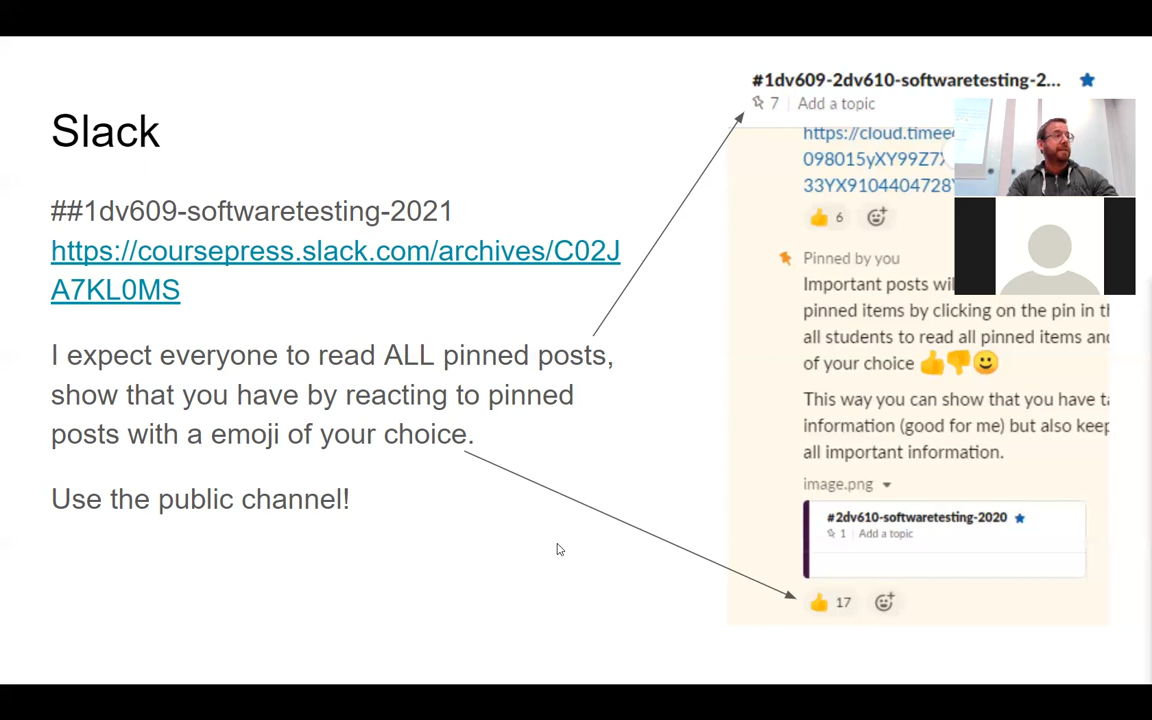 Slack
##1dv609-softwaretesting-2021
https://coursepress.slack.com/archives/C02J
A7KL0MS
I expect everyone to read ALL pinned posts,
show that you have by reacting to pinned
posts with a emoji of your choice.
Use the public channel!
#1dv609-2dv610-softwaretesting-2...
7 Add a topic
https://cloud.timee
098015yXY99Z7
33YX9104404728
6
Pinned by you
Important posts wil
pinned items by clicking on the pin in th
all students to read all pinned items and
of your choice 👍👎🙂
This way you can show that you have ta
information (good for me) but also keep
all important information.
image.png
#2dv610-softwaretesting-2020
1 Add a topic
17